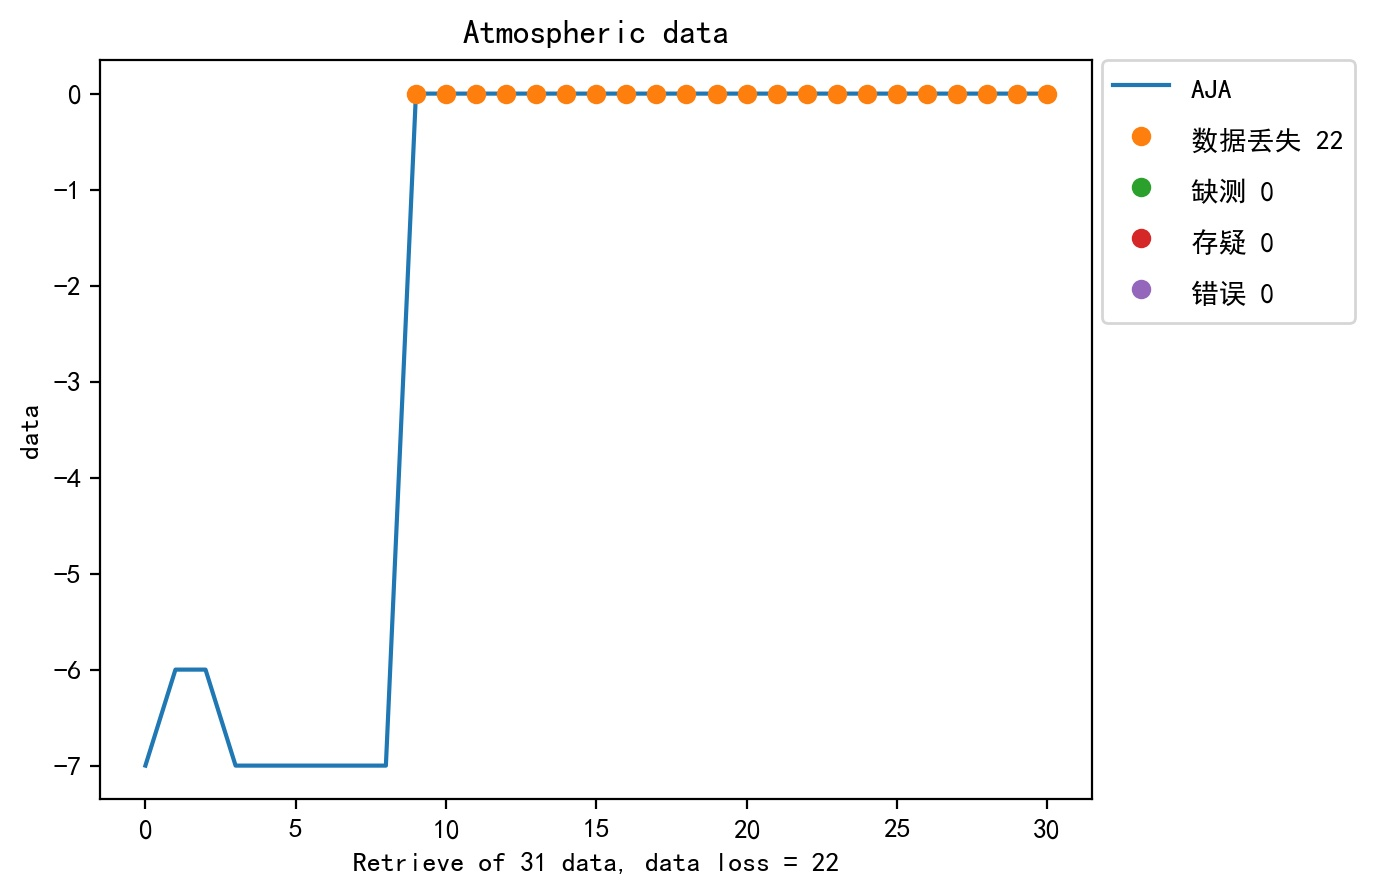 Atmospheric data
0
−1
−2
−3
−4
−5
−6
−7
data
0 5 10 15 20 25 30
Retrieve of 31 data, data loss = 22
AJA
数据丢失 22
缺测 0
存疑 0
错误 0